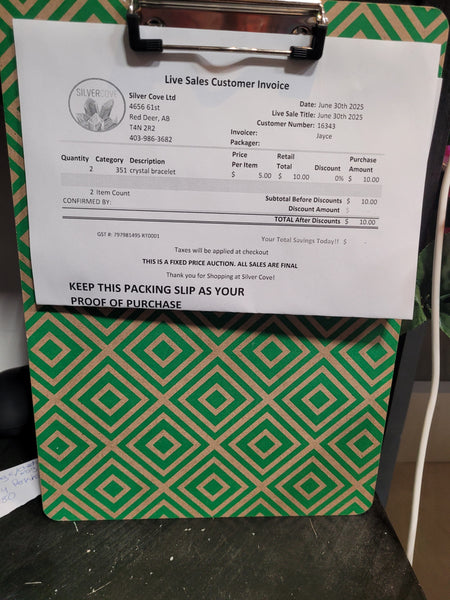 Live Sales Customer Invoice
SILVERCOVE
Silver Cove Ltd
4656 61st
Red Deer, AB
T4N 2R2
403-986-3682
Date: June 30th 2025
Live Sale Title: June 30th 2025
Customer Number: 16343
Invoicer: Jayce
Packager:
Quantity Category Description Price Per Item Retail Total Discount Purchase Amount
2 351 crystal bracelet $ 5.00 $ 10.00 0% $ 10.00
2 Item Count
Subtotal Before Discounts $ 10.00
CONFIRMED BY:
Discount Amount $
TOTAL After Discounts $ 10.00
GST #: 797981495 RT0001
Your Total Savings Today!! $
Taxes will be applied at checkout
THIS IS A FIXED PRICE AUCTION. ALL SALES ARE FINAL
Thank you for Shopping at Silver Cove!
KEEP THIS PACKING SLIP AS YOUR
PROOF OF PURCHASE